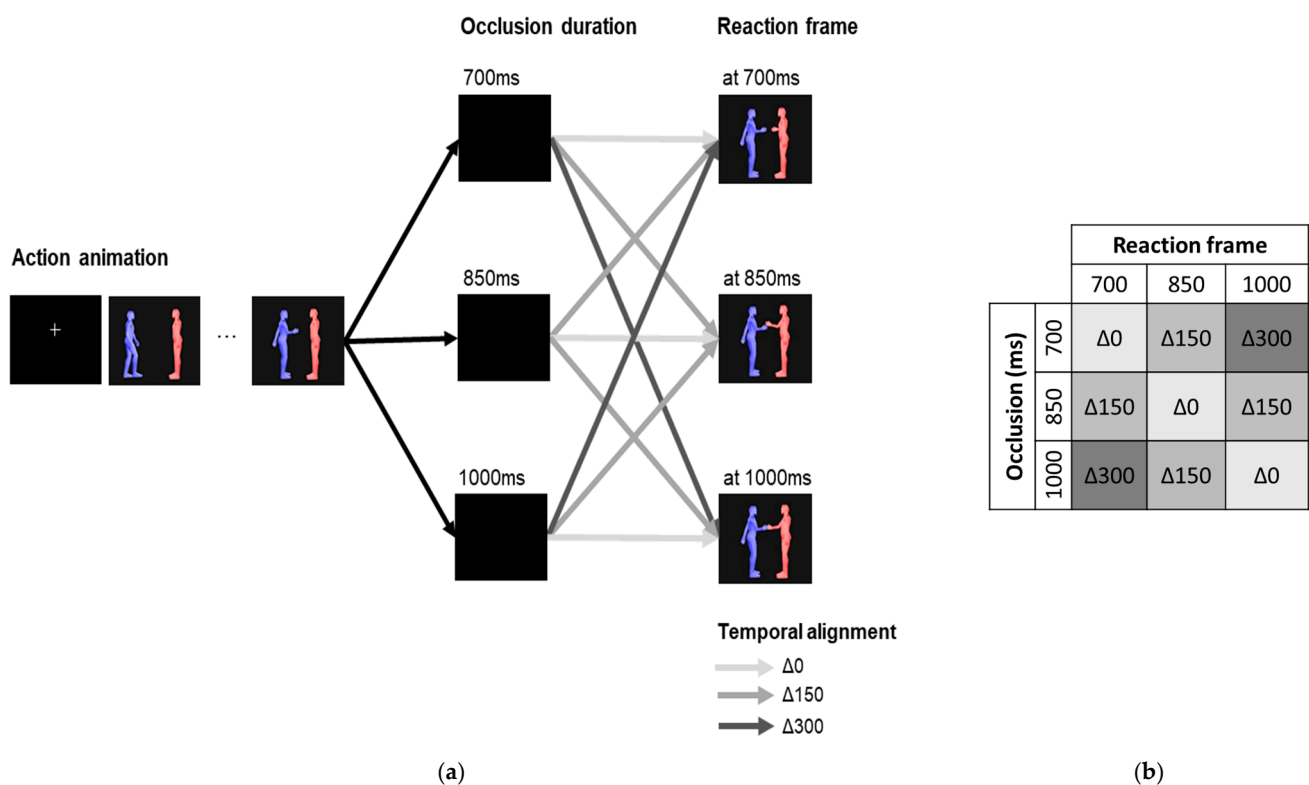 Occlusion duration
Reaction frame
700ms
at 700ms
Action animation
...
850ms
at 850ms
1000ms
at 1000ms
Temporal alignment
Δ0
Δ150
Δ300
(a)
Reaction frame
700 850 1000
Occlusion (ms)
700 Δ0 Δ150 Δ300
850 Δ150 Δ0 Δ150
1000 Δ300 Δ150 Δ0
(b)